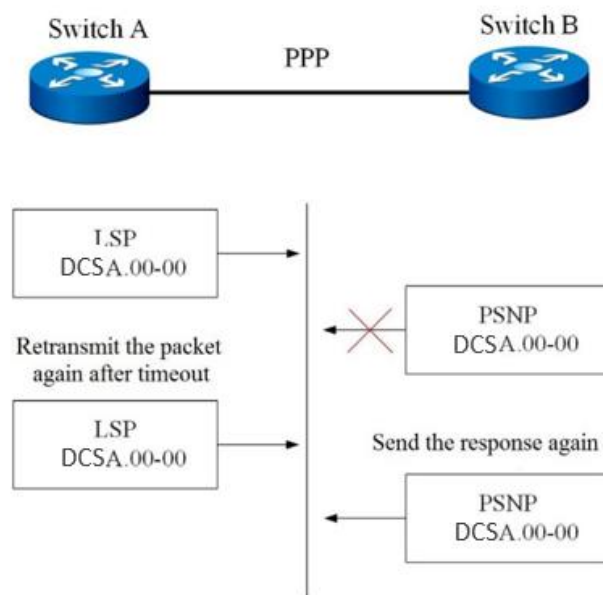 Switch A
Switch B
PPP
LSP
DCSA.00-00
PSNP
DCSA.00-00
Retransmit the packet
again after timeout
LSP
DCSA.00-00
Send the response again
PSNP
DCSA.00-00